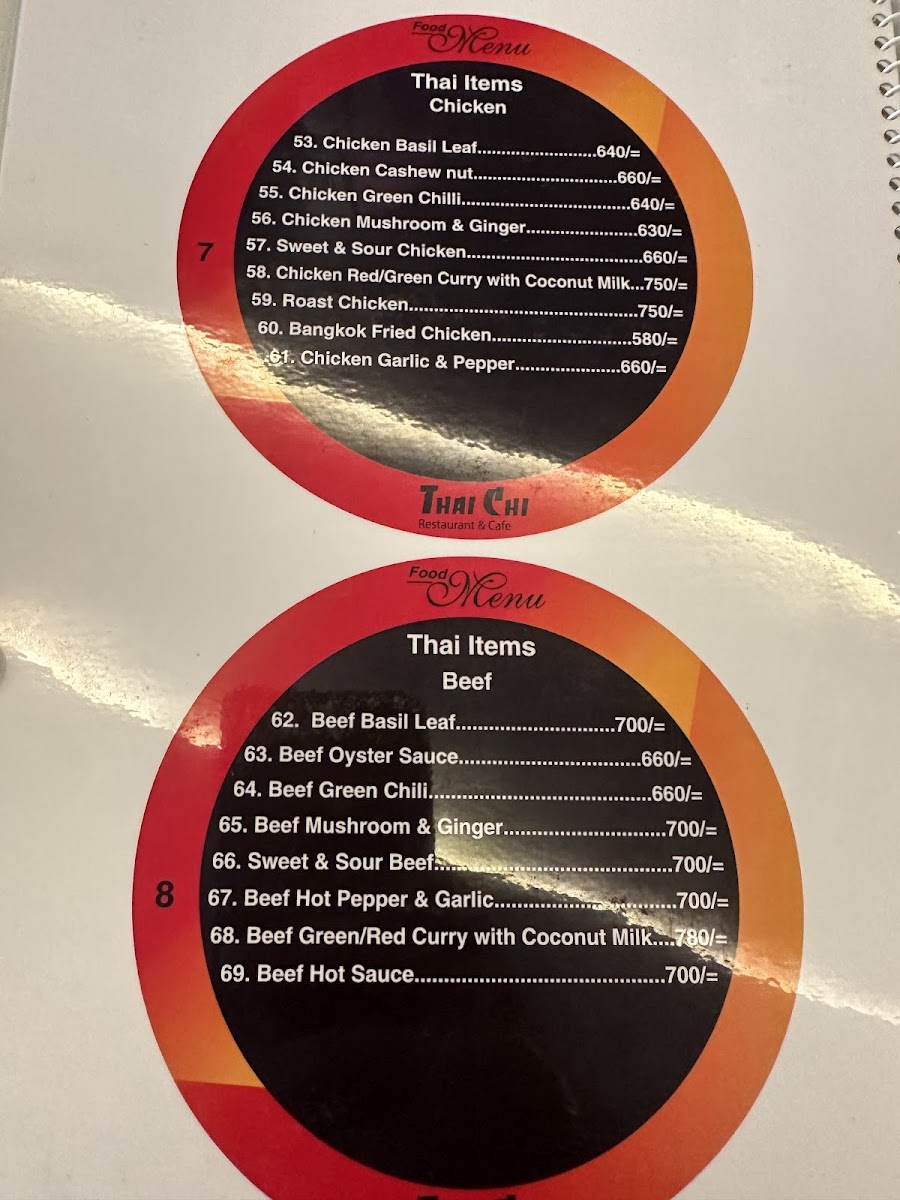 Food
Menu
Thai Items
Chicken
53. Chicken Basil Leaf.........................640/=
54. Chicken Cashew nut..............................660/=
55. Chicken Green Chilli...................................640/=
56. Chicken Mushroom & Ginger.......................630/=
57. Sweet & Sour Chicken.....................................660/=
58. Chicken Red/Green Curry with Coconut Milk...750/=
59. Roast Chicken................................................750/=
60. Bangkok Fried Chicken...................................580/=
61. Chicken Garlic & Pepper......................660/=
7
THAI CHI
Restaurant & Cafe
Food
Menu
Thai Items
Beef
62. Beef Basil Leaf............................700/=
63. Beef Oyster Sauce................................660/=
64. Beef Green Chili.......................................660/=
65. Beef Mushroom & Ginger............................700/=
66. Sweet & Sour Beef.........................................700/=
67. Beef Hot Pepper & Garlic................................700/=
68. Beef Green/Red Curry with Coconut Milk....780/=
69. Beef Hot Sauce............................................700/=
8